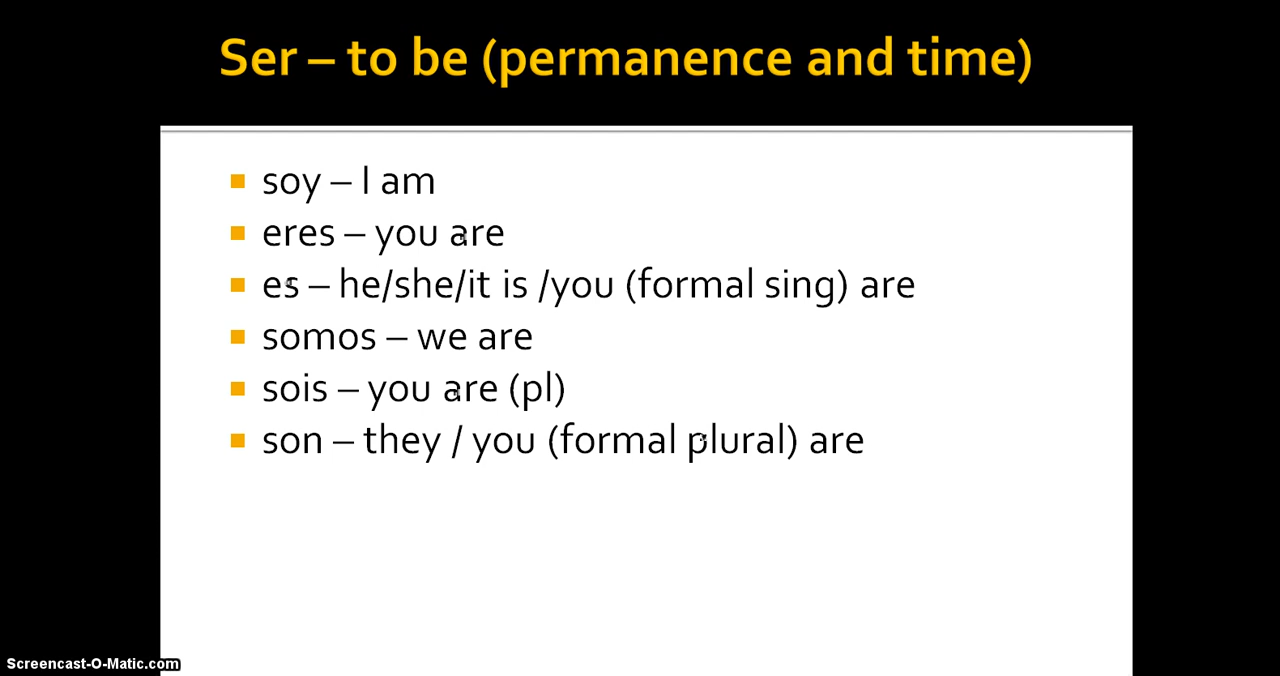 Ser – to be (permanence and time)
soy – I am
eres – you are
es – he/she/it is /you (formal sing) are
somos – we are
sois – you are (pl)
son – they / you (formal plural) are
Screencast-O-Matic.com